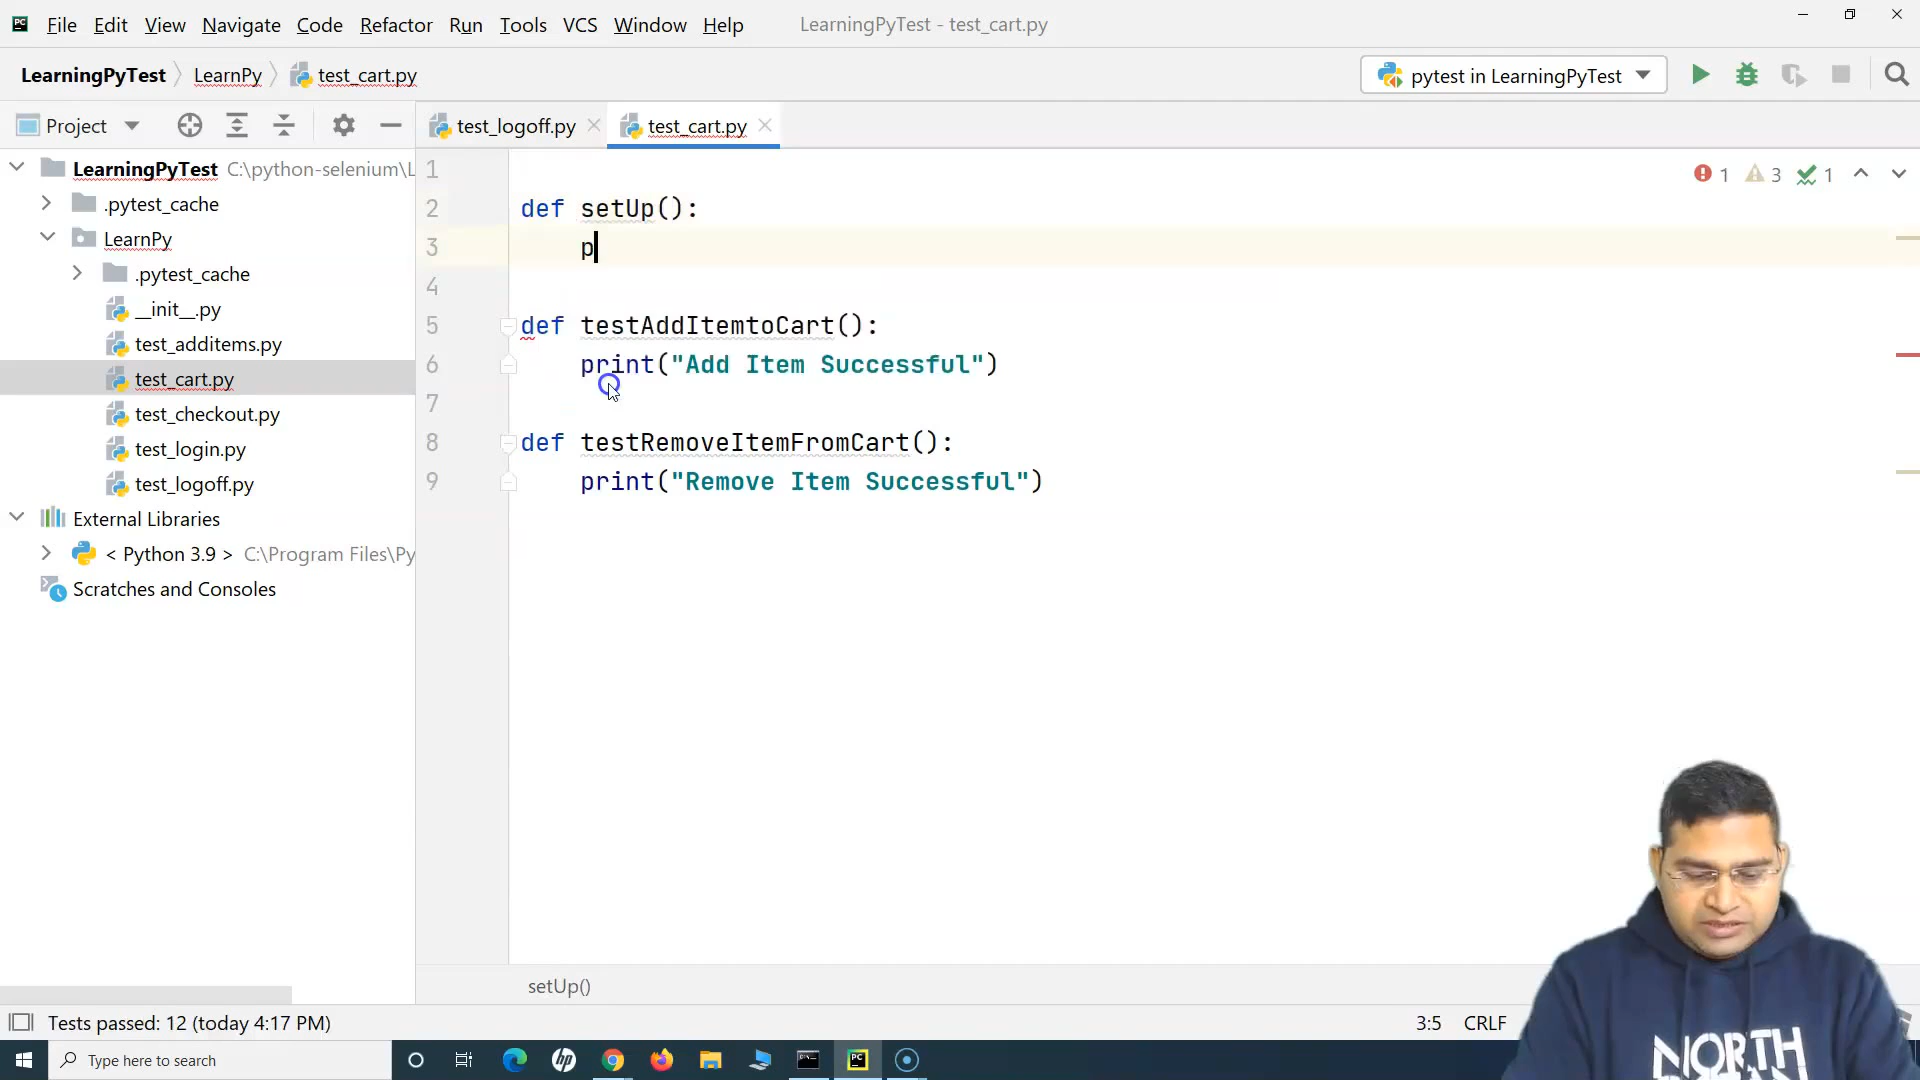 File Edit View Navigate Code Refactor Run Tools VCS Window Help LearningPyTest - test_cart.py
LearningPyTest LearnPy test_cart.py pytest in LearningPyTest
Project test_logoff.py test_cart.py
LearningPyTest C:\python-selenium\L
.pytest_cache
LearnPy
.pytest_cache
__init__.py
test_additems.py
test_cart.py
test_checkout.py
test_login.py
test_logoff.py
External Libraries
< Python 3.9 > C:\Program Files\Py
Scratches and Consoles
1 1 3 1
2 def setUp():
3 p
4
5 def testAddItemtoCart():
6 print("Add Item Successful")
7
8 def testRemoveItemFromCart():
9 print("Remove Item Successful")
setUp()
Tests passed: 12 (today 4:17 PM) 3:5 CRLF
Type here to search
PC
hp
NORTH